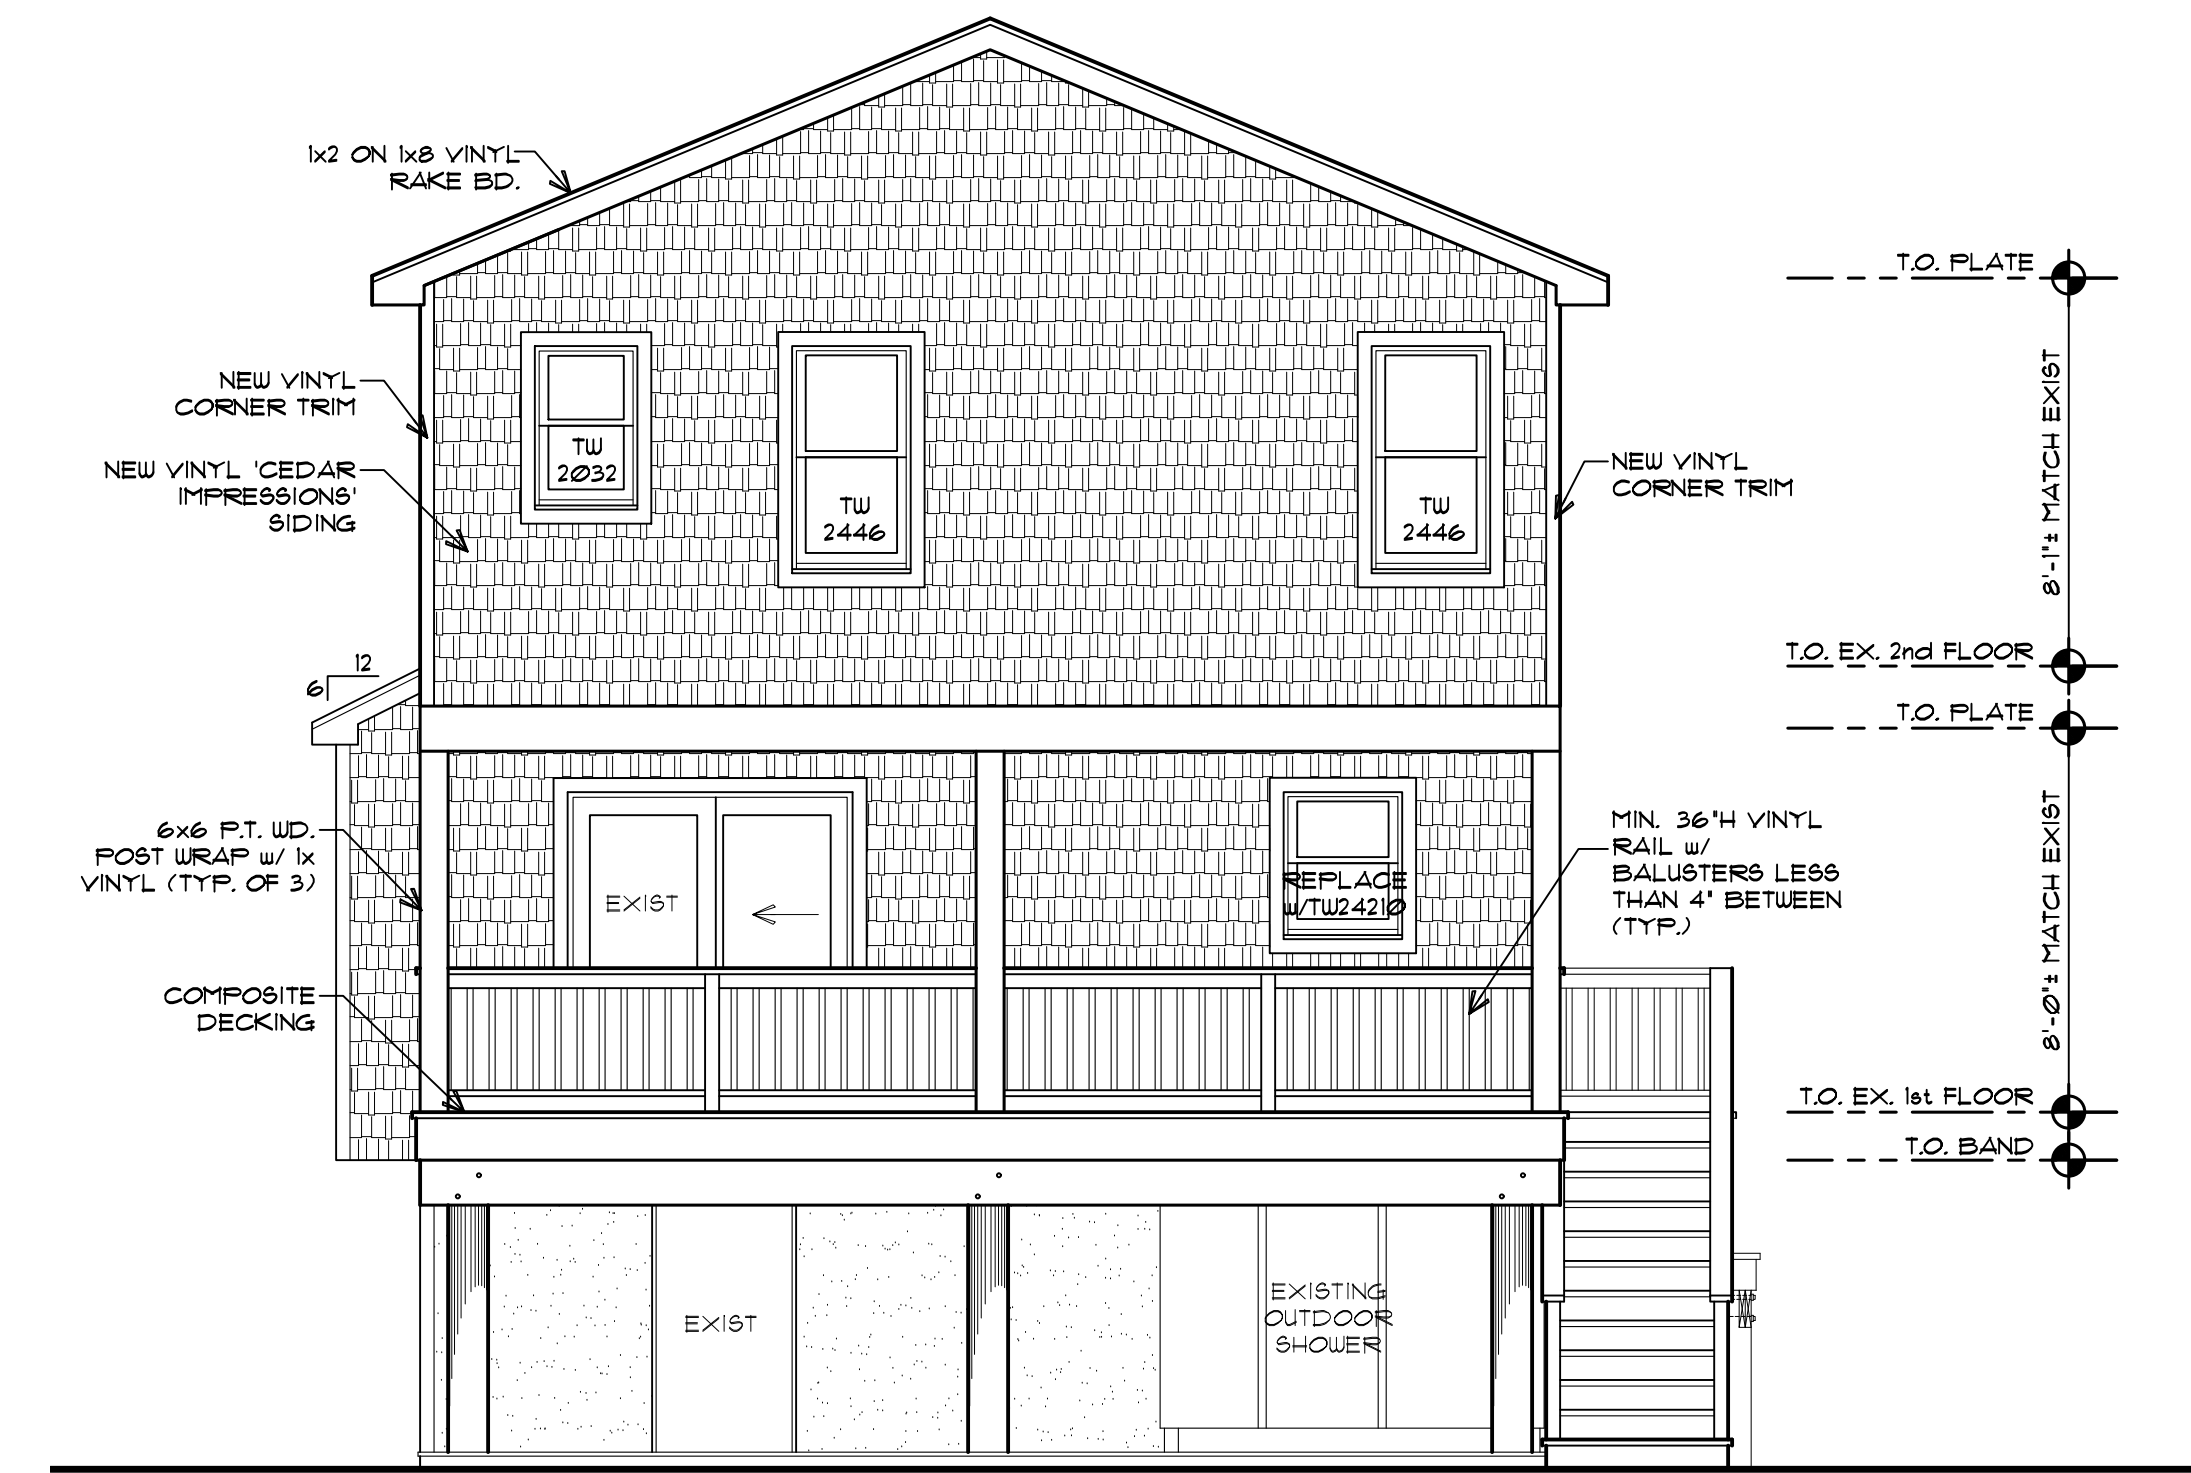 1x2 ON 1x8 VINYL
RAKE BD.
T.O. PLATE
NEW VINYL
CORNER TRIM
NEW VINYL 'CEDAR
IMPRESSIONS'
SIDING
TW
2032
TW
2446
TW
2446
NEW VINYL
CORNER TRIM
8'-1"± MATCH EXIST
12
6
T.O. EX. 2nd FLOOR
T.O. PLATE
6x6 P.T. WD.
POST WRAP w/ 1x
VINYL (TYP. OF 3)
EXIST
REPLACE
w/TW24210
MIN. 36"H VINYL
RAIL w/
BALUSTERS LESS
THAN 4" BETWEEN
(TYP.)
8'-0"± MATCH EXIST
COMPOSITE
DECKING
T.O. EX. 1st FLOOR
T.O. BAND
EXIST
EXISTING
OUTDOOR
SHOWER